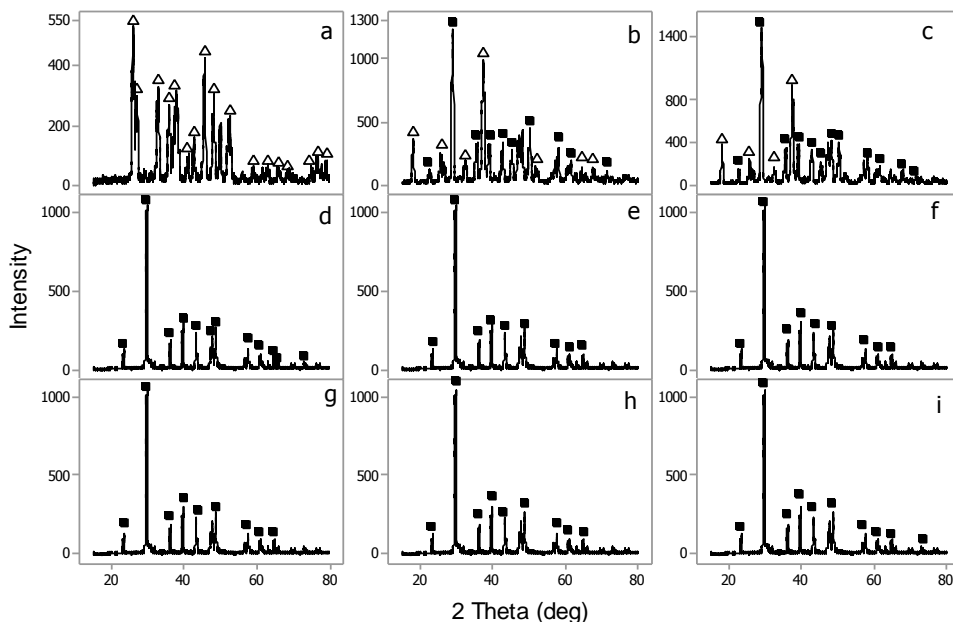 550 a 1300 b c
400 1000 1400
200 500 800
0 0 400
0
d e f
1000 1000 1000
500 500 500
0 0 0
g h i
1000 1000 1000
500 500 500
0 0 0
20 40 60 80 20 40 60 80 20 40 60 80
Intensity
2 Theta (deg)